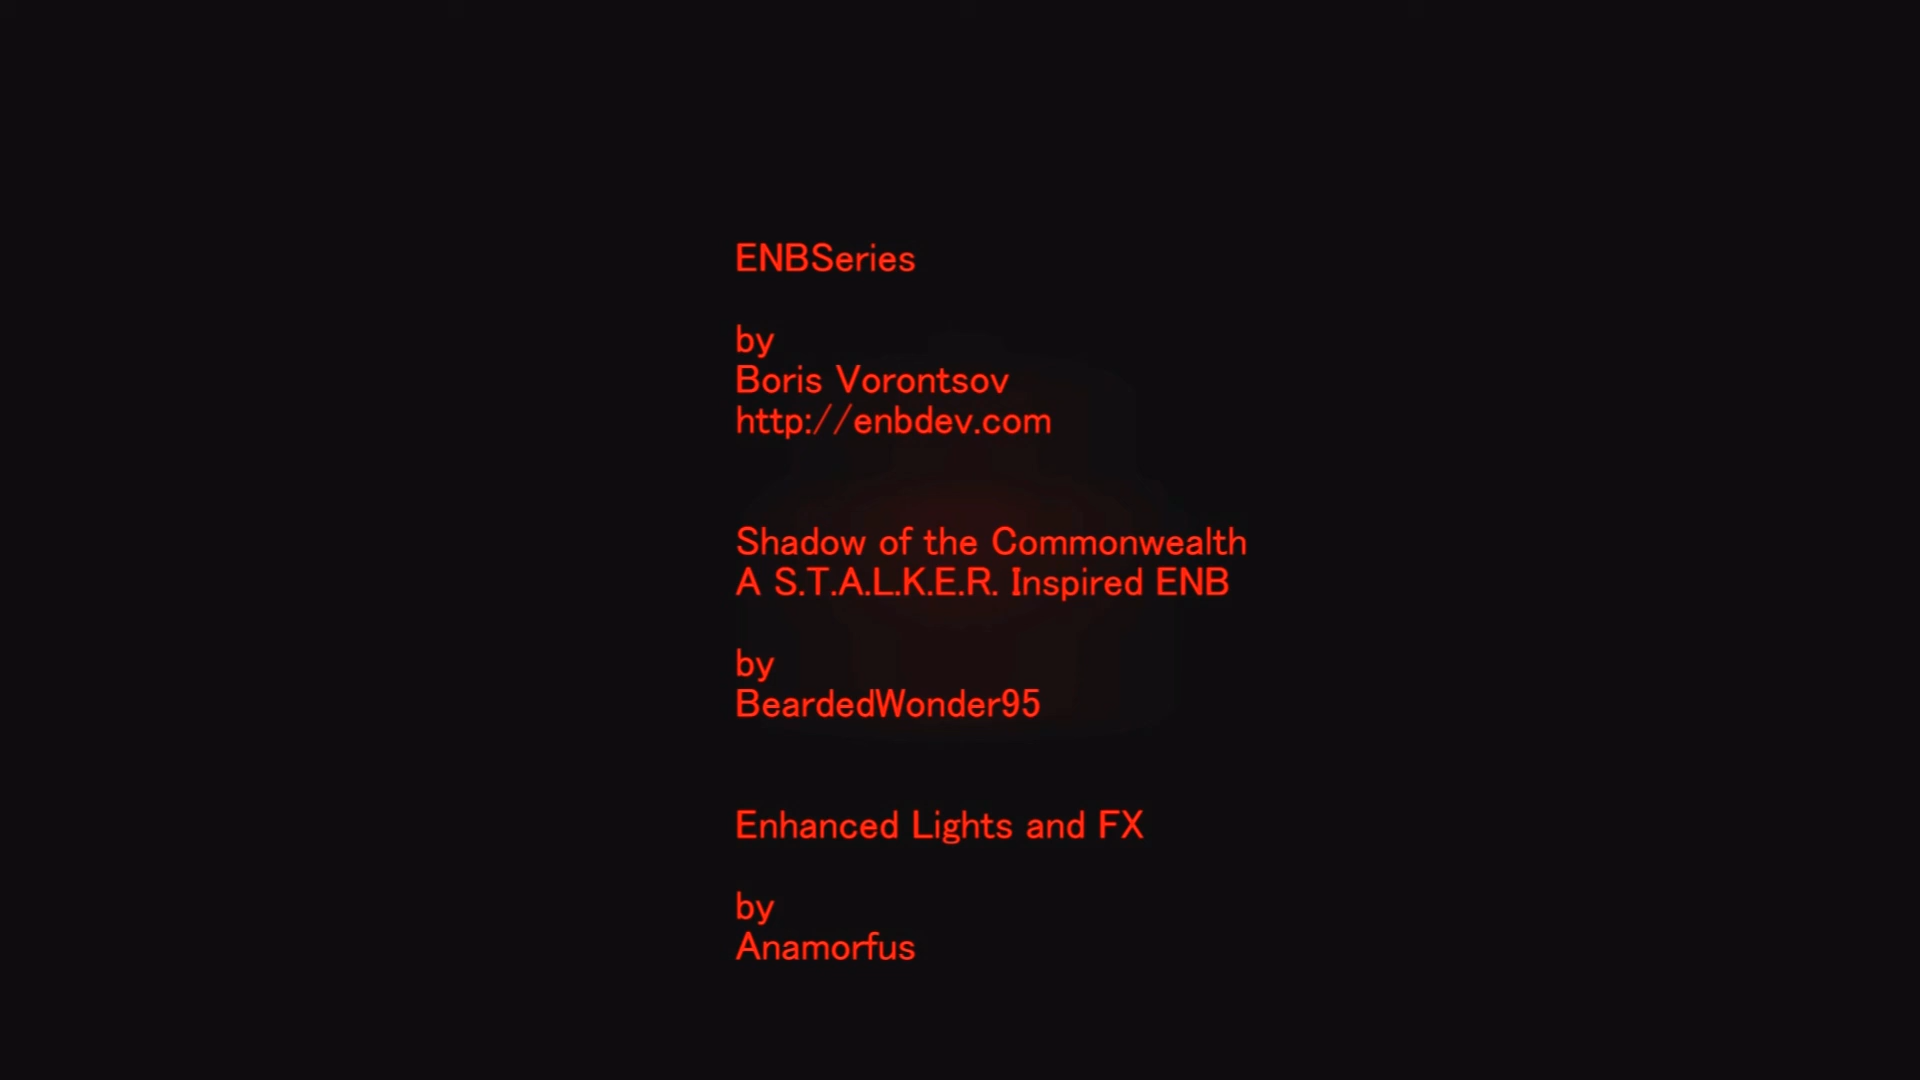 ENBSeries
by
Boris Vorontsov
http://enbdev.com
Shadow of the Commonwealth
A S.T.A.L.K.E.R. Inspired ENB
by
BeardedWonder95
Enhanced Lights and FX
by
Anamorfus